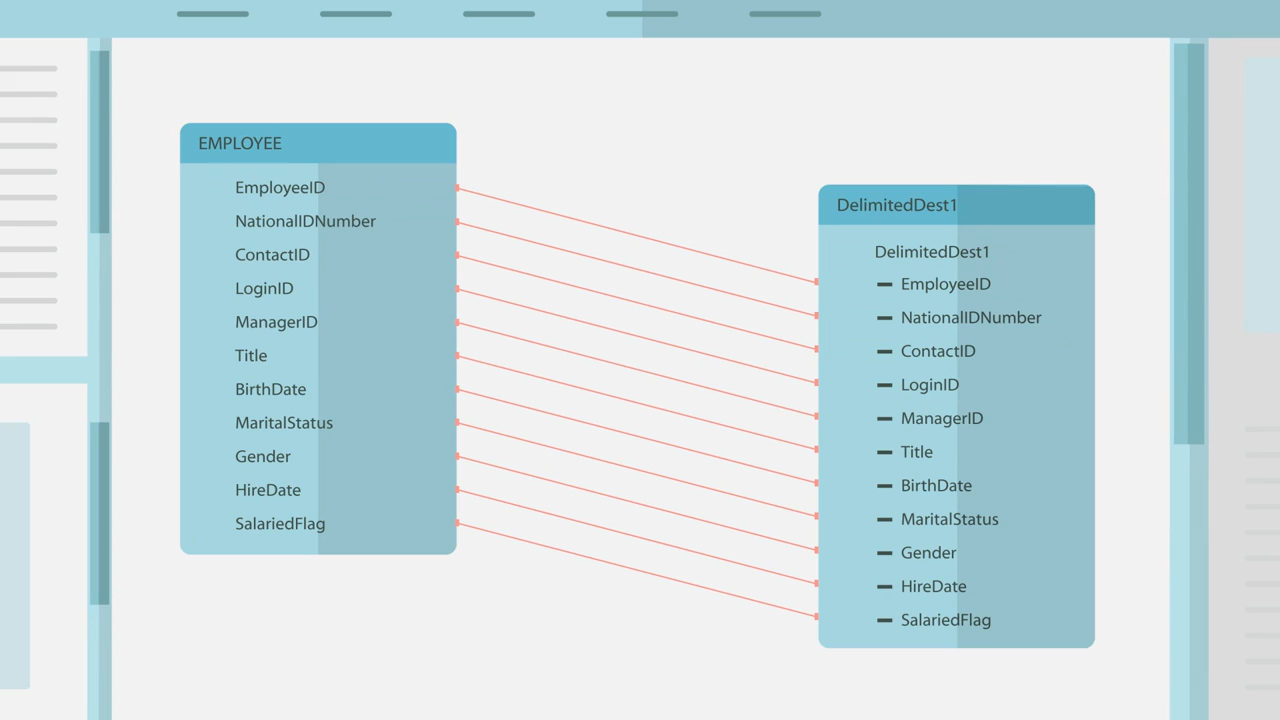 EMPLOYEE
EmployeeID
NationalIDNumber
ContactID
LoginID
ManagerID
Title
BirthDate
MaritalStatus
Gender
HireDate
SalariedFlag
DelimitedDest1
DelimitedDest1
EmployeeID
NationalIDNumber
ContactID
LoginID
ManagerID
Title
BirthDate
MaritalStatus
Gender
HireDate
SalariedFlag